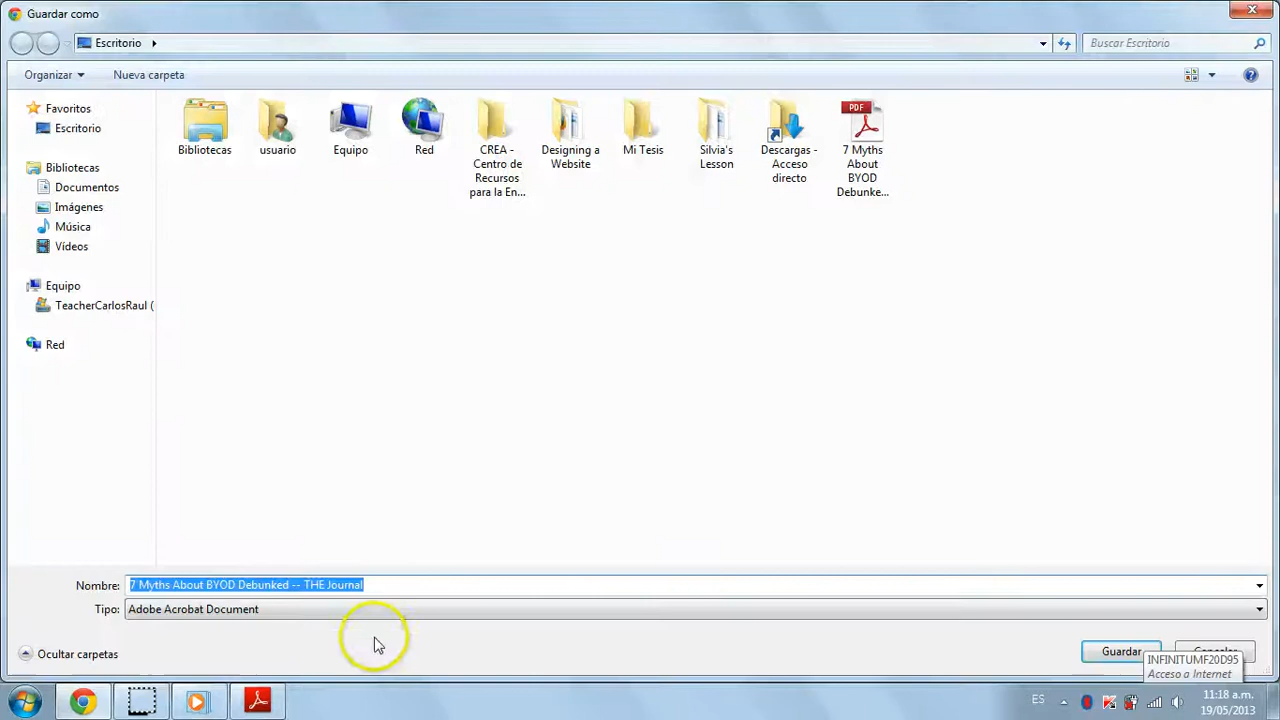 Guardar como
Escritorio
Buscar Escritorio
Organizar
Nueva carpeta
Favoritos
Escritorio
Bibliotecas
Documentos
Imágenes
Música
Vídeos
Equipo
TeacherCarlosRaul (
Red
Bibliotecas
usuario
Equipo
Red
CREA -
Centro de
Recursos
para la En...
Designing a
Website
Mi Tesis
Silvia's
Lesson
Descargas -
Acceso
directo
PDF
7 Myths
About
BYOD
Debunke...
Nombre:
7 Myths About BYOD Debunked -- THE Journal
Tipo:
Adobe Acrobat Document
Ocultar carpetas
Guardar
INFINITUMF20D95
Acceso a Internet
ES
11:18 a.m.
19/05/2013